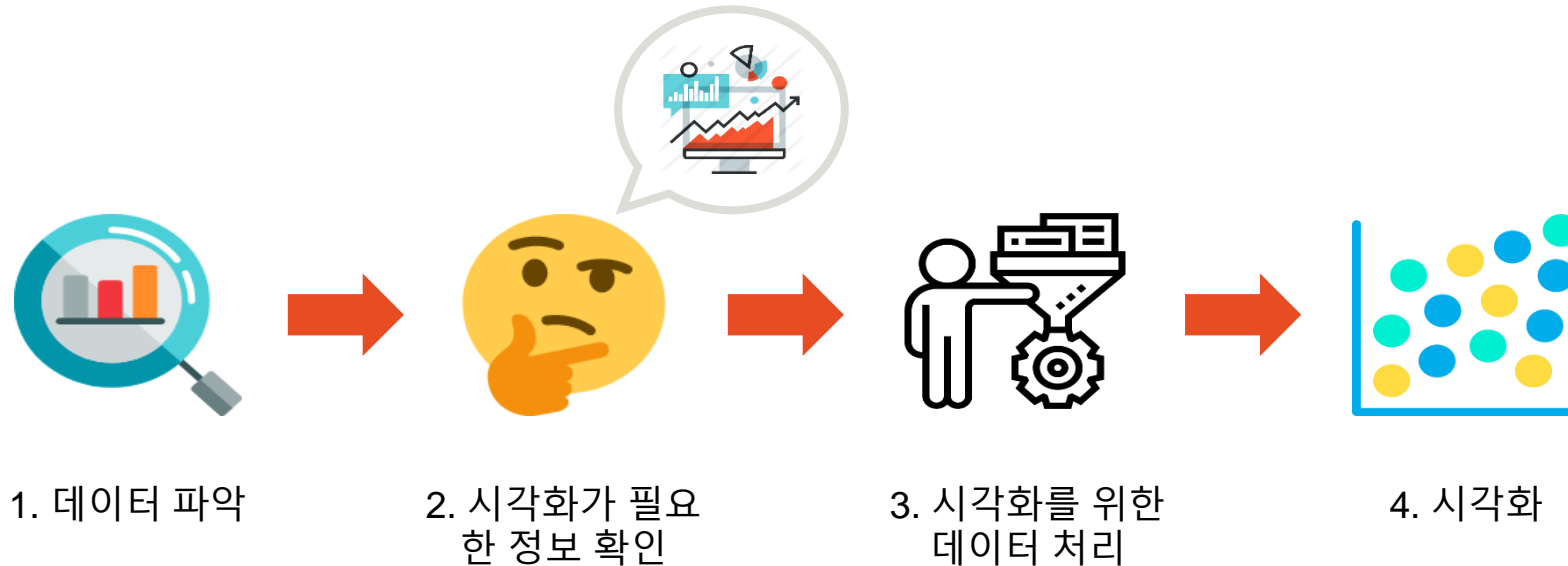 1. 데이터 파악
2. 시각화가 필요
한 정보 확인
3. 시각화를 위한
데이터 처리
4. 시각화